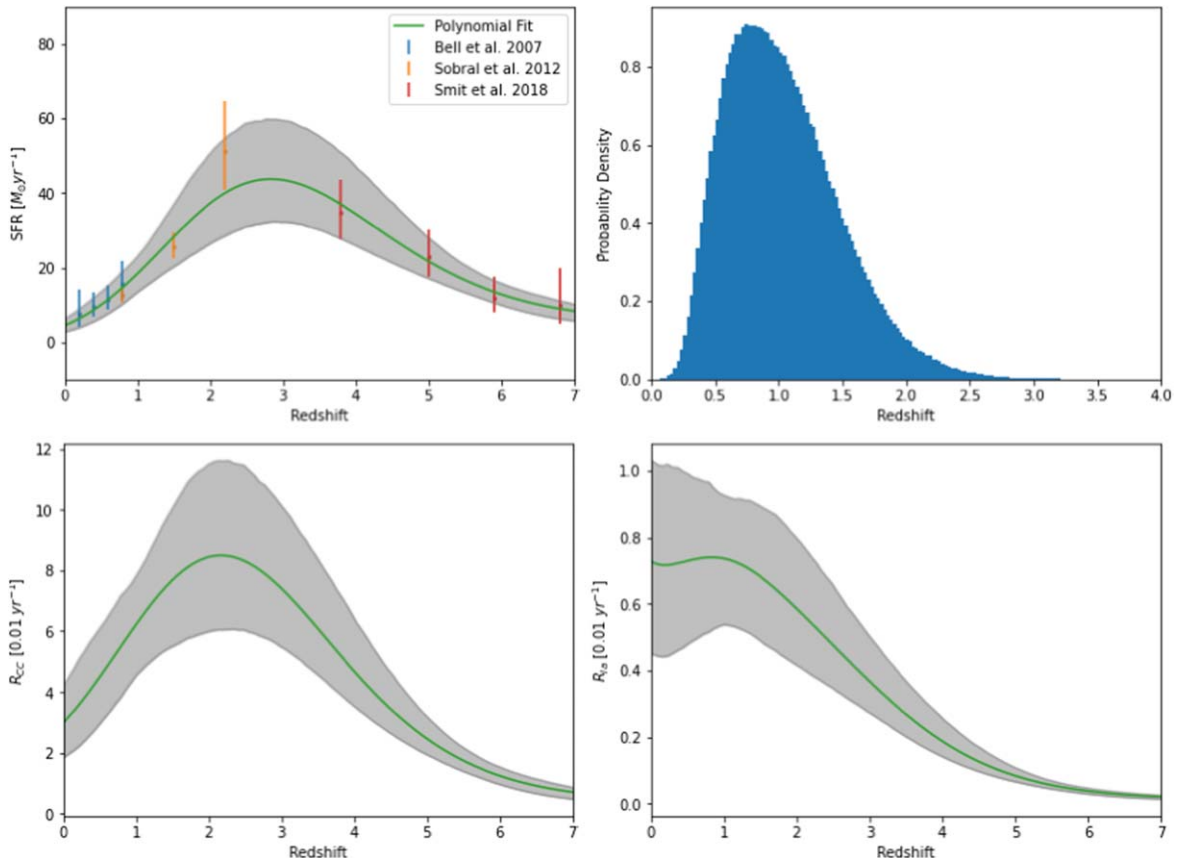 80
60
40
20
0
SFR [M⊙yr⁻¹]
Polynomial Fit
Bell et al. 2007
Sobral et al. 2012
Smit et al. 2018
0 1 2 3 4 5 6 7
Redshift
0.8
0.6
0.4
0.2
0.0
Probability Density
0.0 0.5 1.0 1.5 2.0 2.5 3.0 3.5 4.0
Redshift
12
10
8
6
4
2
0
R_CC [0.01 yr⁻¹]
0 1 2 3 4 5 6 7
Redshift
1.0
0.8
0.6
0.4
0.2
0.0
R_Ia [0.01 yr⁻¹]
0 1 2 3 4 5 6 7
Redshift